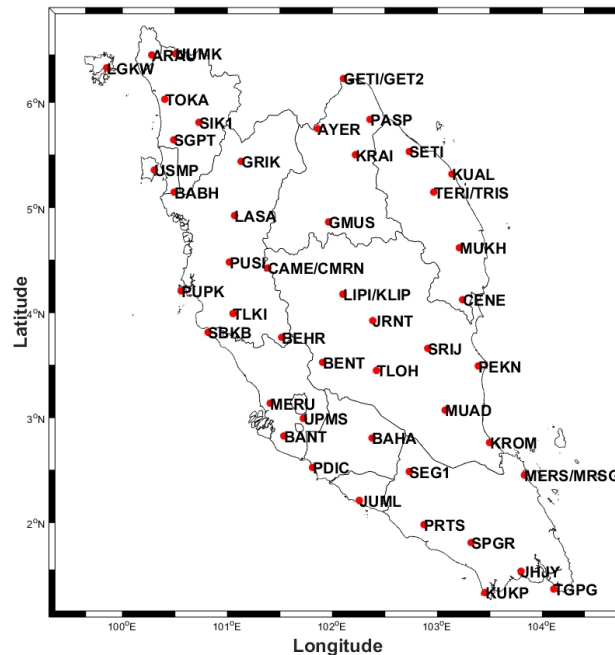 ARAU
UUMK
LGKW
GETI/GET2
TOKA
SIK1
PASP
AYER
SGPT
KRAI
SETI
USMP
GRIK
KUAL
BABH
TERI/TRIS
LASA
GMUS
MUKH
PUSI
CAME/CMRN
PUPK
LIPI/KLIP
CENE
TLKI
JRNT
SBKB
BEHR
SRIJ
BENT
TLOH
PEKN
MERU
MUAD
UPMS
BANT
BAHA
KROM
PDIC
SEG1
MERS/MRSG
JUML
PRTS
SPGR
JHJY
KUKP
TGPG
6°N
5°N
4°N
3°N
2°N
Latitude
100°E 101°E 102°E 103°E 104°E
Longitude